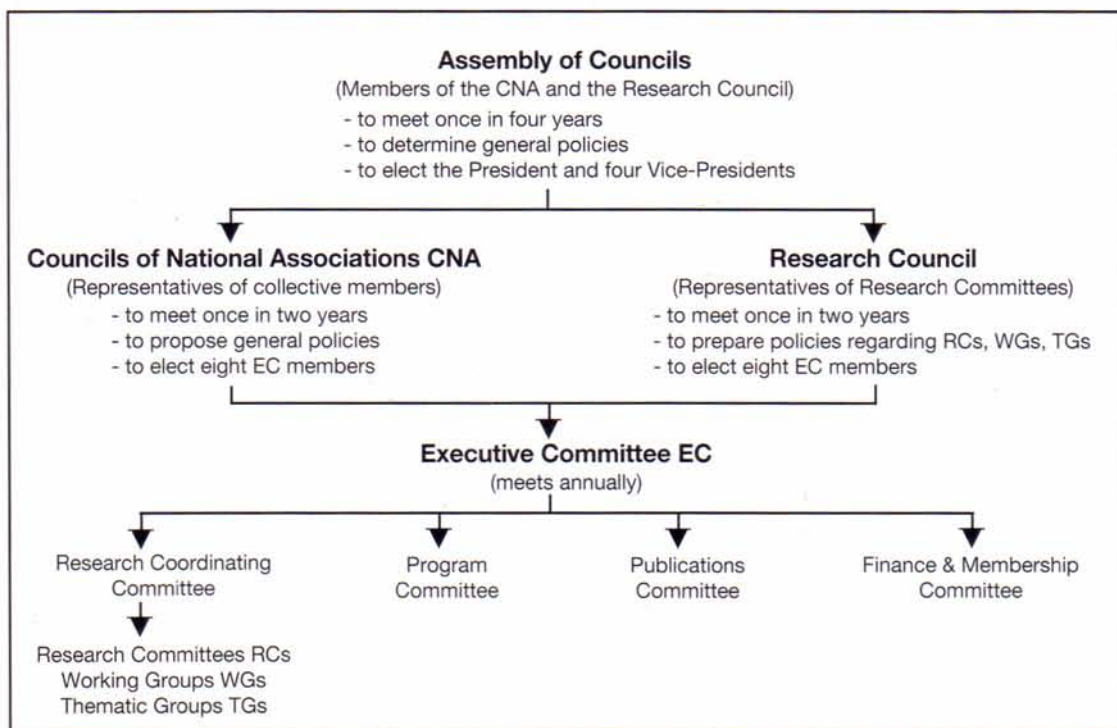 Assembly of Councils
(Members of the CNA and the Research Council)
- to meet once in four years
- to determine general policies
- to elect the President and four Vice-Presidents
Councils of National Associations CNA
(Representatives of collective members)
- to meet once in two years
- to propose general policies
- to elect eight EC members
Research Council
(Representatives of Research Committees)
- to meet once in two years
- to prepare policies regarding RCs, WGs, TGs
- to elect eight EC members
Executive Committee EC
(meets annually)
Research Coordinating
Committee
Program
Committee
Publications
Committee
Finance & Membership
Committee
Research Committees RCs
Working Groups WGs
Thematic Groups TGs